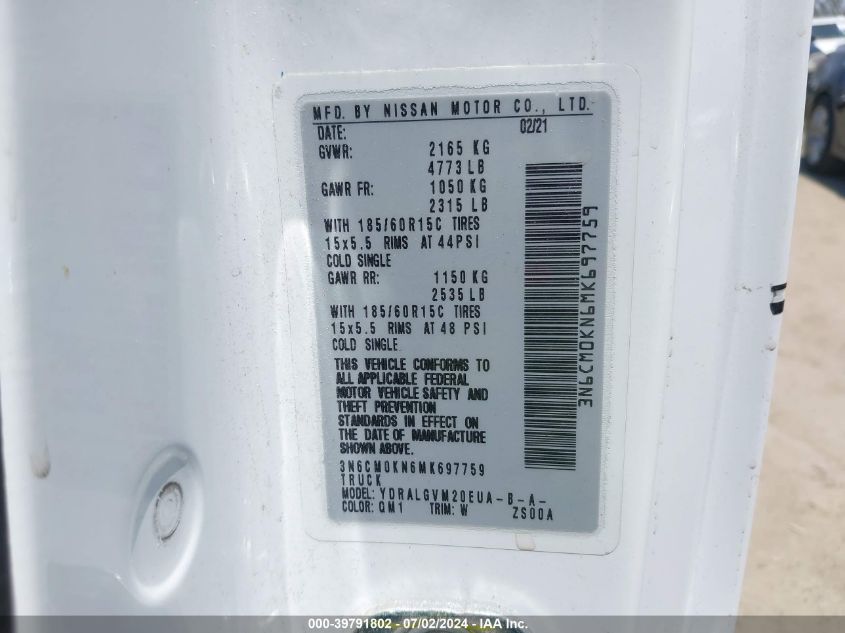 MFD. BY NISSAN MOTOR CO., LTD.
DATE: 02/21
GVWR: 2165 KG
4773 LB
GAWR FR: 1050 KG
2315 LB
WITH 185/60R15C TIRES
15x5.5 RIMS AT 44PSI
COLD SINGLE
GAWR RR: 1150 KG
2535 LB
WITH 185/60R15C TIRES
15x5.5 RIMS AT 48 PSI
COLD SINGLE
THIS VEHICLE CONFORMS TO
ALL APPLICABLE FEDERAL
MOTOR VEHICLE SAFETY AND
THEFT PREVENTION
STANDARDS IN EFFECT ON
THE DATE OF MANUFACTURE
SHOWN ABOVE.
3N6CM0KN6MK697759
TRUCK
MODEL: YDRALGVM20EUA-B-A-
COLOR: QM1 TRIM: W ZS00A
3N6CM0KN6MK697759
000-39791802 - 07/02/2024 - IAA Inc.